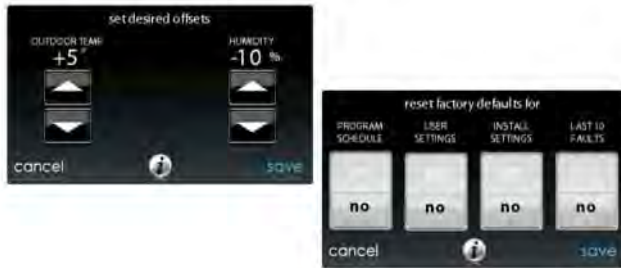 set desired offsets
OUTDOOR TEMP HUMIDITY
+5° -10 %
cancel i save
reset factory defaults for
PROGRAM SCHEDULE USER SETTINGS INSTALL SETTINGS LAST 10 FAULTS
no no no no
cancel i save